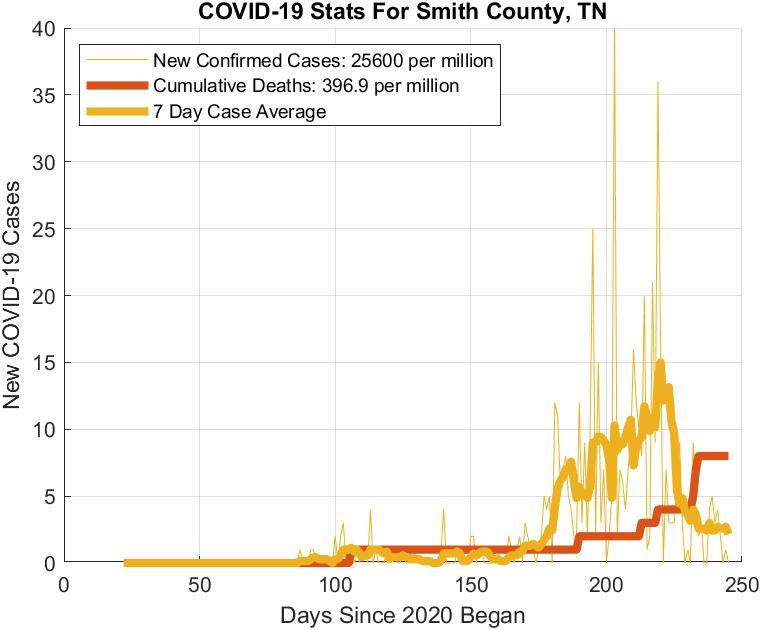 COVID-19 Stats For Smith County, TN
New Confirmed Cases: 25600 per million
Cumulative Deaths: 396.9 per million
7 Day Case Average
New COVID-19 Cases
40
35
30
25
20
15
10
5
0
0 50 100 150 200 250
Days Since 2020 Began